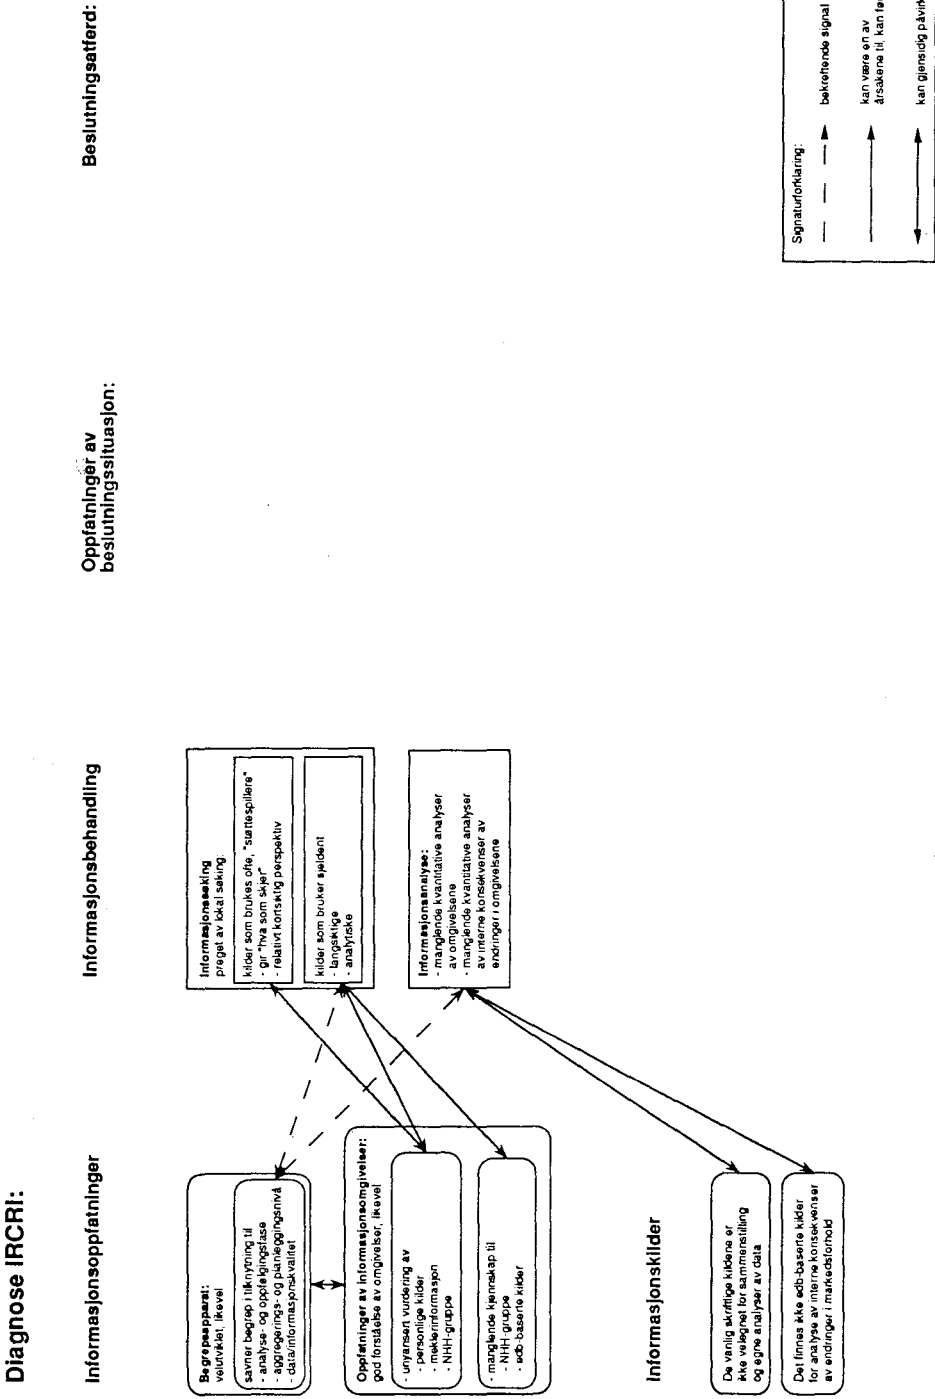 Diagnose IRCRI:
Informasjonsoppfatninger
Informasjonsbehandling
Oppfatninger av
beslutningssituasjon:
Beslutningsatferd:
Begrepsapparat:
velutviklet, likevel
savner begrep i tilknytning til
- analyse- og oppfølgingsfase
- aggregerings- og planleggingsnivå
- data/informasjonskvalitet
Oppfatninger av informasjonsomgivelser:
god forståelse av omgivelser, likevel
- unyansert vurdering av
- personlige kilder
- meklerinformasjon
- NHH-gruppe
- manglende kjennskap til
- NHH-gruppe
- edb-baserte kilder
Informasjonssøking
preget av lokal søking:
kilder som brukes ofte, "støttespillere"
- gir "hva som skjer"
- relativt kortsiktig perspektiv
kilder som bruker sjeldent
- langsiktige
- analytiske
Informasjonsanalyse:
- manglende kvantitative analyser
av omgivelsene
- manglende kvantitative analyser
av interne konsekvenser av
endringer i omgivelsene
Informasjonskilder
De vanlig skriftlige kildene er
ikke velegnet for sammenstilling
og egne analyser av data
Det finnes ikke edb-baserte kilder
for analyse av interne konsekvenser
av endringer i markedsforhold
Signaturforklaring:
bekreftende signal
kan være en av
årsakene til, kan
kan gjensidig